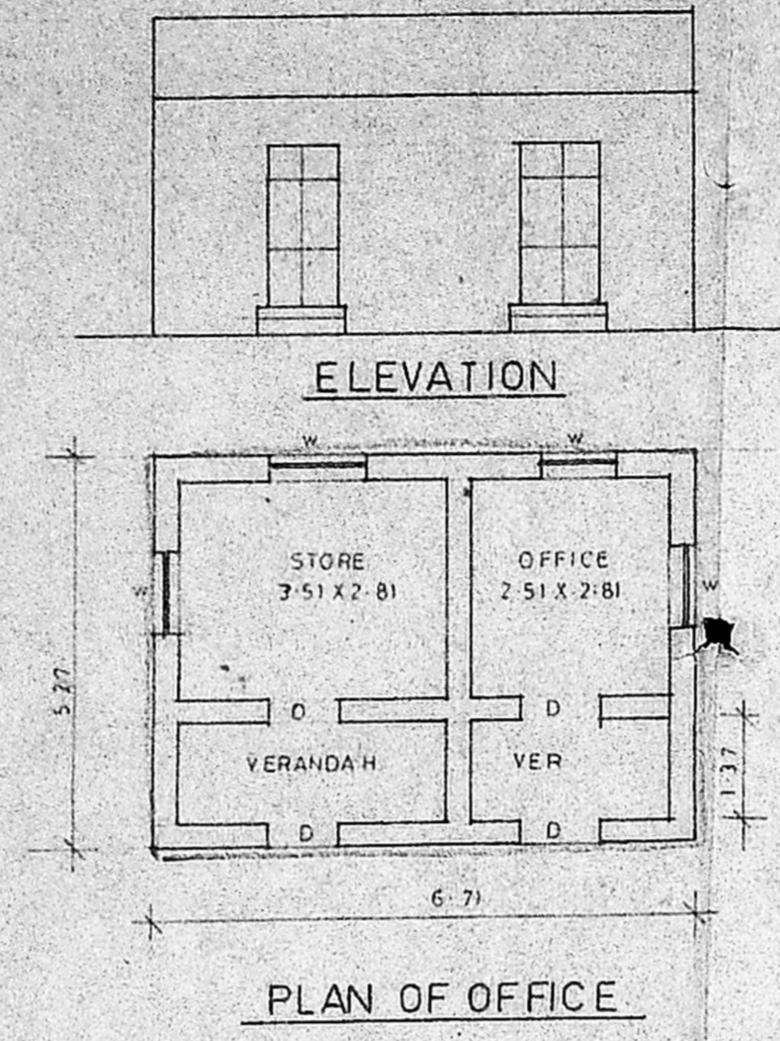 ELEVATION
W W
STORE
3.51 X 2.81
OFFICE
2.51 X 2.81
W
W
5.27
D
D
VERANDAH
VER
1.37
D
D
6.71
PLAN OF OFFICE